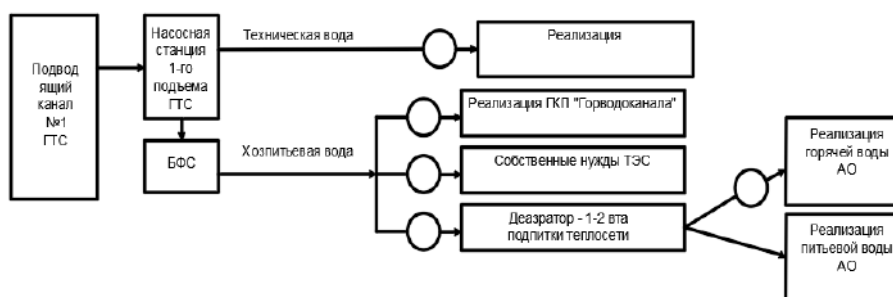 Подвод
ящий
канал
№1
ГТС
Насосная
станция
1-го
подъема
ГТС
Техническая вода
Реализация
БФС
Хозпитьевая вода
Реализация ГКП "Горводоканала"
Собственные нужды ТЭС
Деазратор - 1-2 вта
подпитки теплосети
Реализация
горячей воды
АО
Реализация
питьевой воды
АО